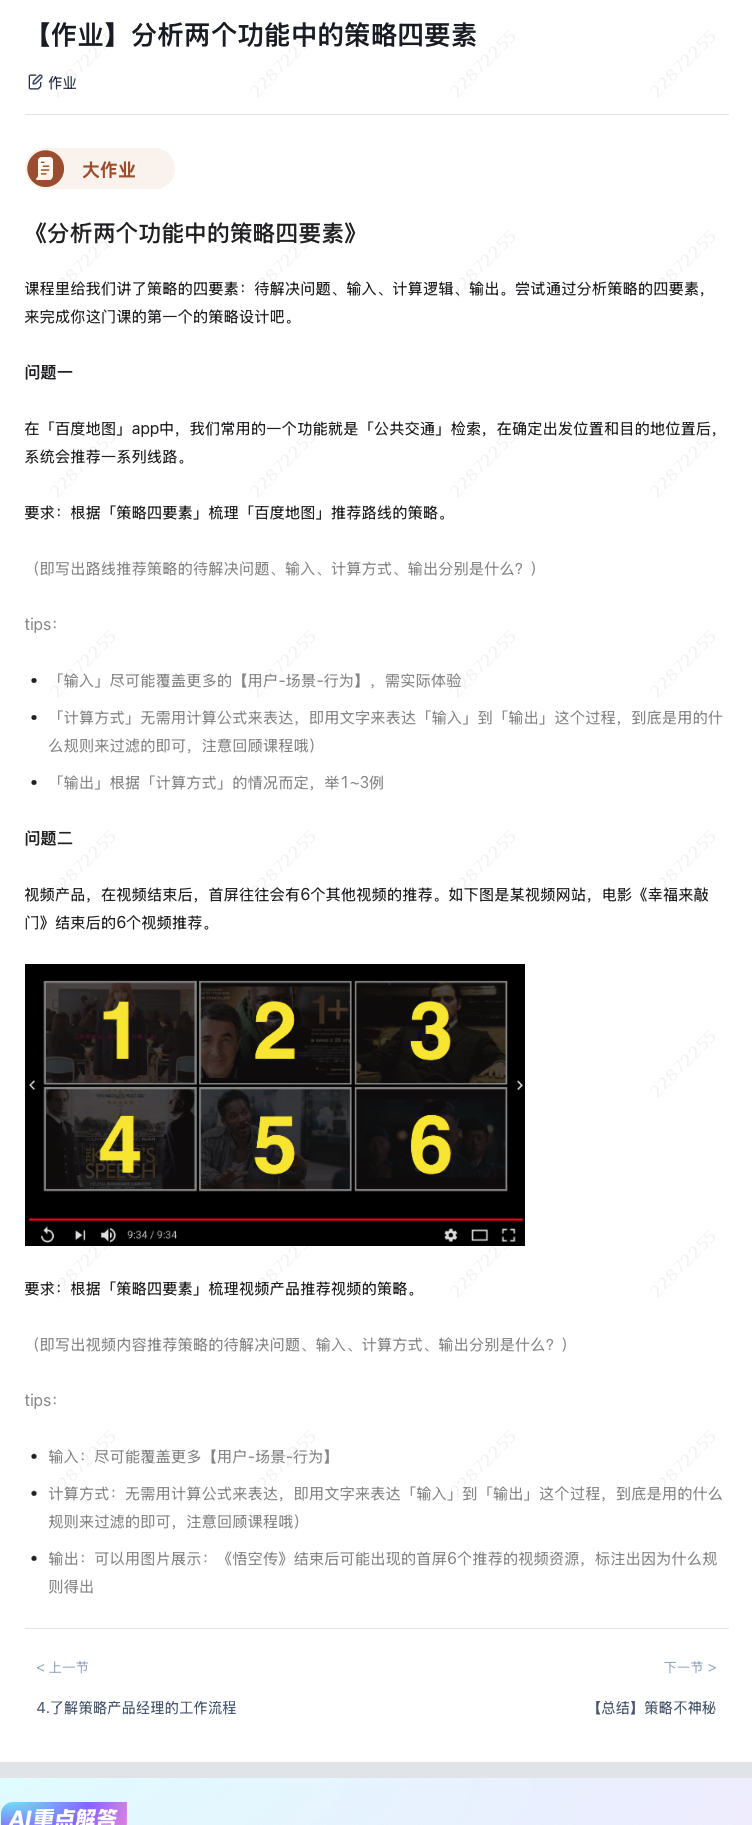 【作业】分析两个功能中的策略四要素
作业
大作业
《分析两个功能中的策略四要素》
课程里给我们讲了策略的四要素：待解决问题、输入、计算逻辑、输出。尝试通过分析策略的四要素，
来完成你这门课的第一个的策略设计吧。
问题一
在「百度地图」app中，我们常用的一个功能就是「公共交通」检索，在确定出发位置和目的地位置后，
系统会推荐一系列线路。
要求：根据「策略四要素」梳理「百度地图」推荐路线的策略。
（即写出路线推荐策略的待解决问题、输入、计算方式、输出分别是什么？）
tips：
• 「输入」尽可能覆盖更多的【用户-场景-行为】，需实际体验
• 「计算方式」无需用计算公式来表达，即用文字来表达「输入」到「输出」这个过程，到底是用的什
么规则来过滤的即可，注意回顾课程哦）
• 「输出」根据「计算方式」的情况而定，举1~3例
问题二
视频产品，在视频结束后，首屏往往会有6个其他视频的推荐。如下图是某视频网站，电影《幸福来敲
门》结束后的6个视频推荐。
1 2 3
1+
4 5 6
THE KING'S
SPEECH
9:34 / 9:34
要求：根据「策略四要素」梳理视频产品推荐视频的策略。
（即写出视频内容推荐策略的待解决问题、输入、计算方式、输出分别是什么？）
tips：
• 输入：尽可能覆盖更多【用户-场景-行为】
• 计算方式：无需用计算公式来表达，即用文字来表达「输入」到「输出」这个过程，到底是用的什么
规则来过滤的即可，注意回顾课程哦）
• 输出：可以用图片展示：《悟空传》结束后可能出现的首屏6个推荐的视频资源，标注出因为什么规
则得出
< 上一节
下一节 >
4.了解策略产品经理的工作流程
【总结】策略不神秘
AI重点解答
22872255